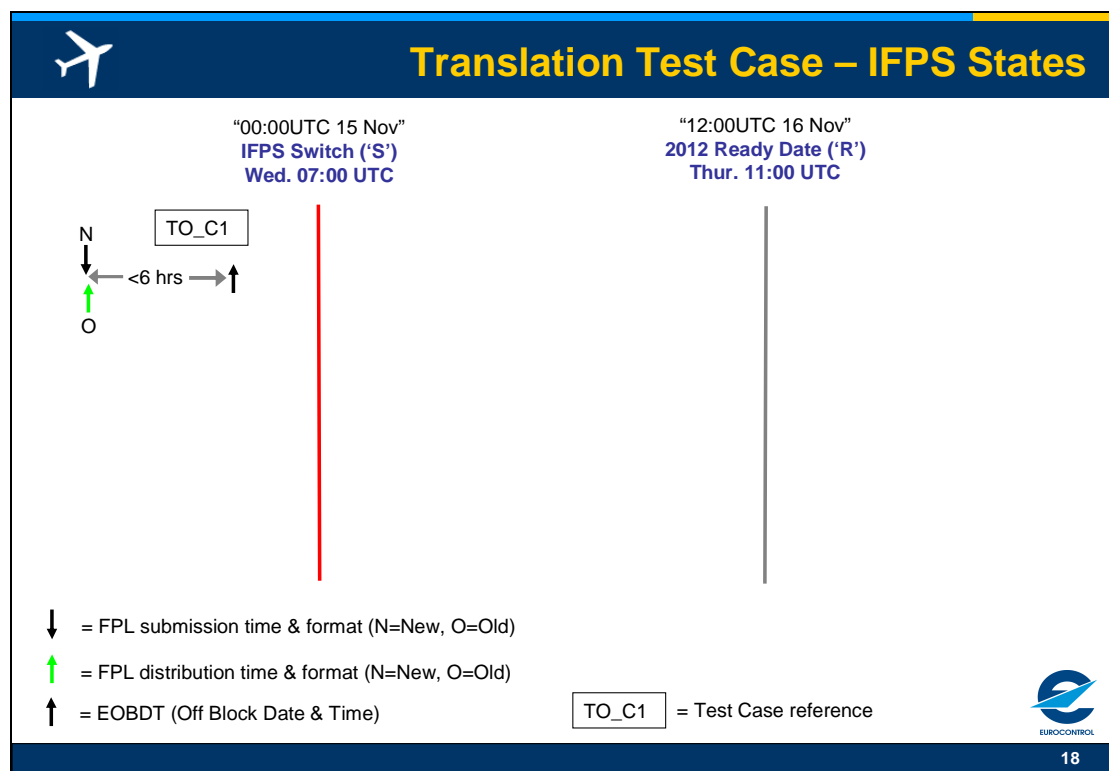 Translation Test Case – IFPS States
“00:00UTC 15 Nov”
IFPS Switch (‘S’)
Wed. 07:00 UTC
“12:00UTC 16 Nov”
2012 Ready Date (‘R’)
Thur. 11:00 UTC
N
TO_C1
<6 hrs
O
= FPL submission time & format (N=New, O=Old)
= FPL distribution time & format (N=New, O=Old)
= EOBDT (Off Block Date & Time)
TO_C1 = Test Case reference
EUROCONTROL
18